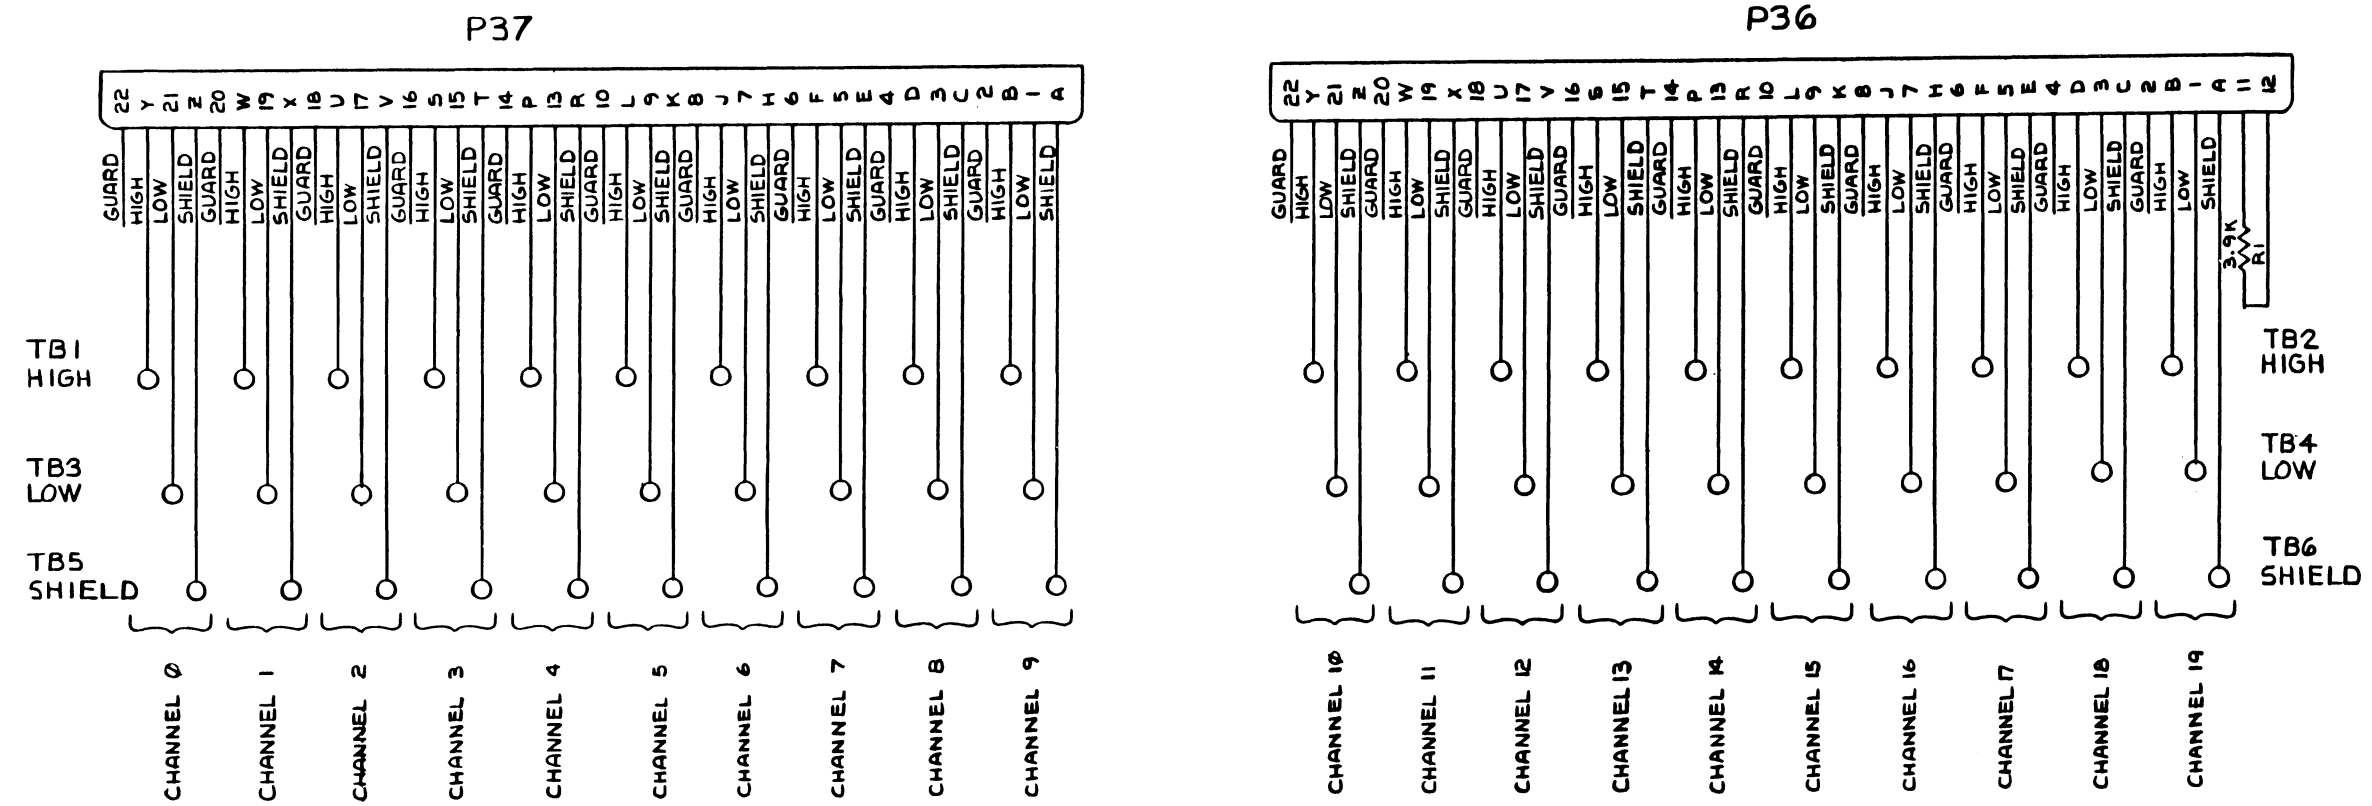 P37
P36
22 Y 21 Z 20 W 19 X 18 U 17 V 16 S 15 T 14 P 13 R 10 L 9 K 8 J 7 H 6 F 5 E 4 D 3 C 2 B 1 A
22 Y 21 Z 20 W 19 X 18 U 17 V 16 S 15 T 14 P 13 R 10 L 9 K 8 J 7 H 6 F 5 E 4 D 3 C 2 B 1 A 11 12
GUARD HIGH LOW SHIELD GUARD HIGH LOW SHIELD GUARD HIGH LOW SHIELD GUARD HIGH LOW SHIELD GUARD HIGH LOW SHIELD GUARD HIGH LOW SHIELD GUARD HIGH LOW SHIELD GUARD HIGH LOW SHIELD GUARD HIGH LOW SHIELD GUARD HIGH LOW SHIELD
GUARD HIGH LOW SHIELD GUARD HIGH LOW SHIELD GUARD HIGH LOW SHIELD GUARD HIGH LOW SHIELD GUARD HIGH LOW SHIELD GUARD HIGH LOW SHIELD GUARD HIGH LOW SHIELD GUARD HIGH LOW SHIELD GUARD HIGH LOW SHIELD GUARD HIGH LOW SHIELD
3.9K
R1
TB1
HIGH
TB2
HIGH
TB3
LOW
TB4
LOW
TB5
SHIELD
TB6
SHIELD
CHANNEL 0
CHANNEL 1
CHANNEL 2
CHANNEL 3
CHANNEL 4
CHANNEL 5
CHANNEL 6
CHANNEL 7
CHANNEL 8
CHANNEL 9
CHANNEL 10
CHANNEL 11
CHANNEL 12
CHANNEL 13
CHANNEL 14
CHANNEL 15
CHANNEL 16
CHANNEL 17
CHANNEL 18
CHANNEL 19